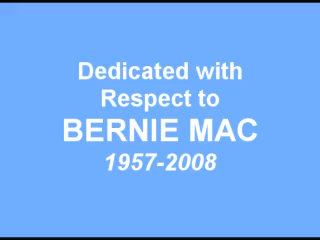 Dedicated with
Respect to
BERNIE MAC
1957-2008